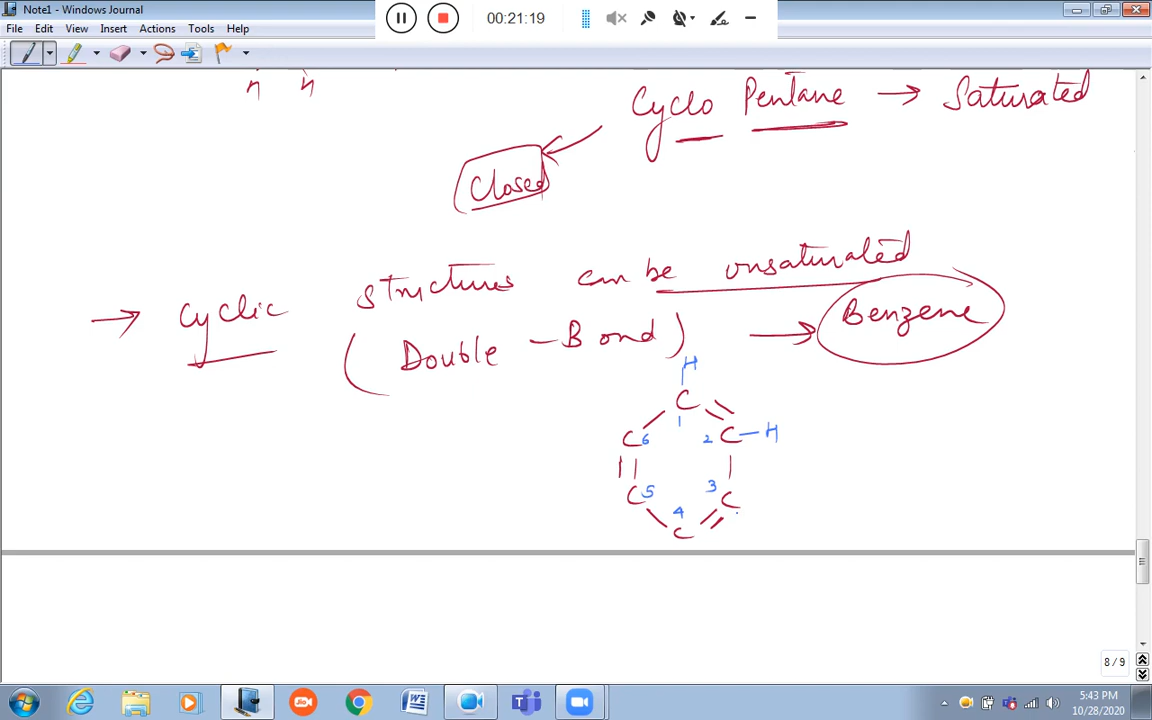 Note1 - Windows Journal
00:21:19
File Edit View Insert Actions Tools Help
n h
Cyclo Pentane → Saturated
Closed
→ Cyclic structures can be unsaturated
(Double - Bond) → Benzene
H
C
1
C 6 2 C - H
C 5 3 C
4
C
8 / 9
5:43 PM
10/28/2020